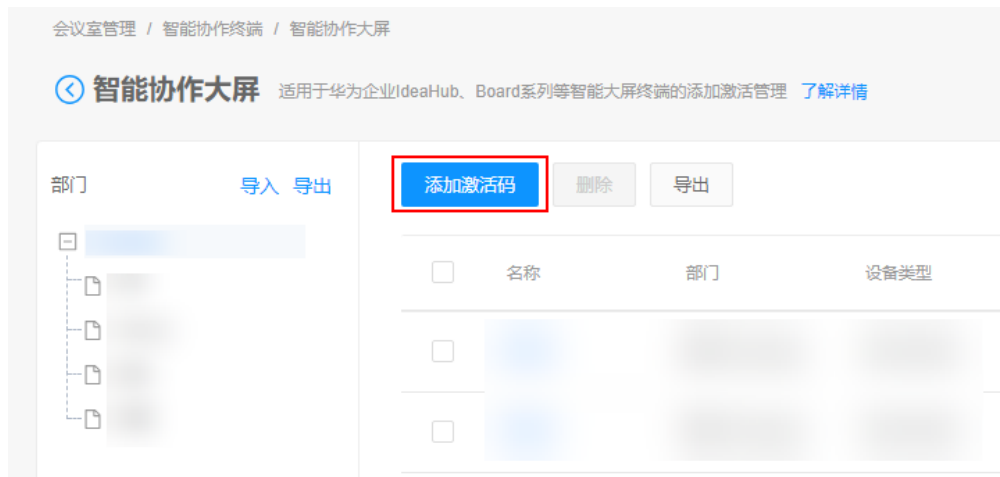 会议室管理 / 智能协作终端 / 智能协作大屏
智能协作大屏 适用于华为企业IdeaHub、Board系列等智能大屏终端的添加激活管理 了解详情
部门 导入 导出
添加激活码 删除 导出
名称 部门 设备类型